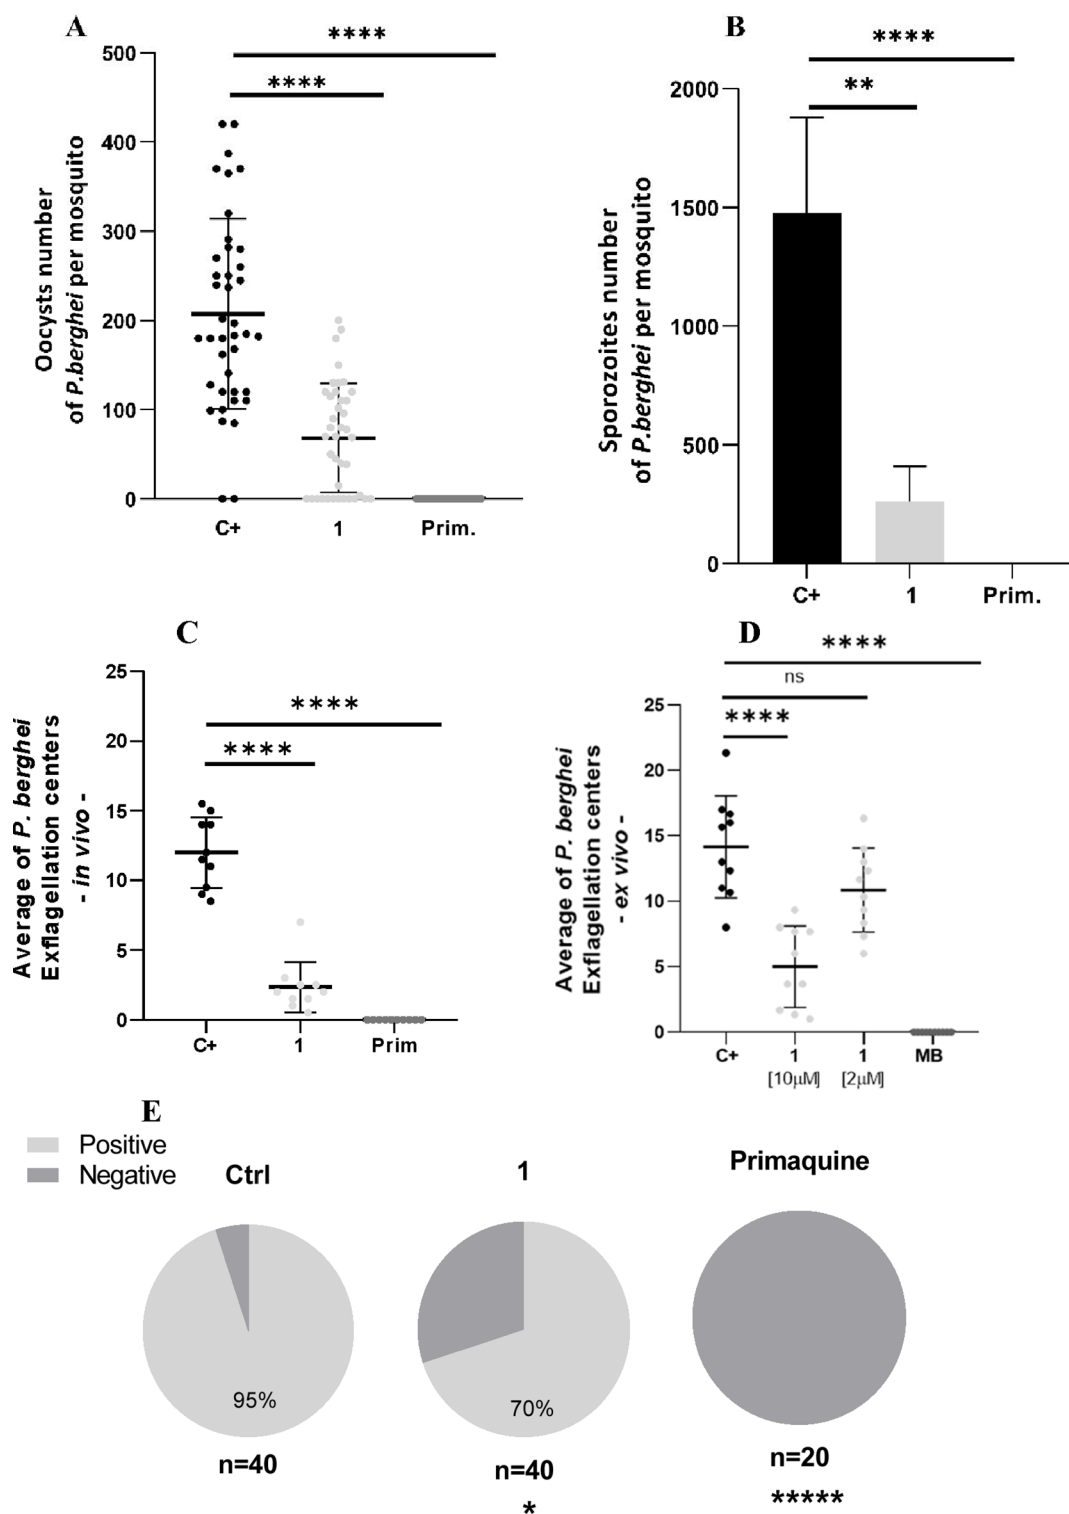 A
****
****
500
400
300
200
100
0
Oocysts number
of P.berghei per mosquito
C+ 1 Prim.
B
****
**
2000
1500
1000
500
0
Sporozoites number
of P.berghei per mosquito
C+ 1 Prim.
C
****
****
25
20
15
10
5
0
Average of P. berghei
Exflagellation centers
- in vivo -
C+ 1 Prim
D
****
ns
****
25
20
15
10
5
0
Average of P. berghei
Exflagellation centers
- ex vivo -
C+ 1 1 MB
[10µM] [2µM]
E
Positive
Negative
Ctrl
95%
n=40
1
70%
n=40
*
Primaquine
n=20
*****